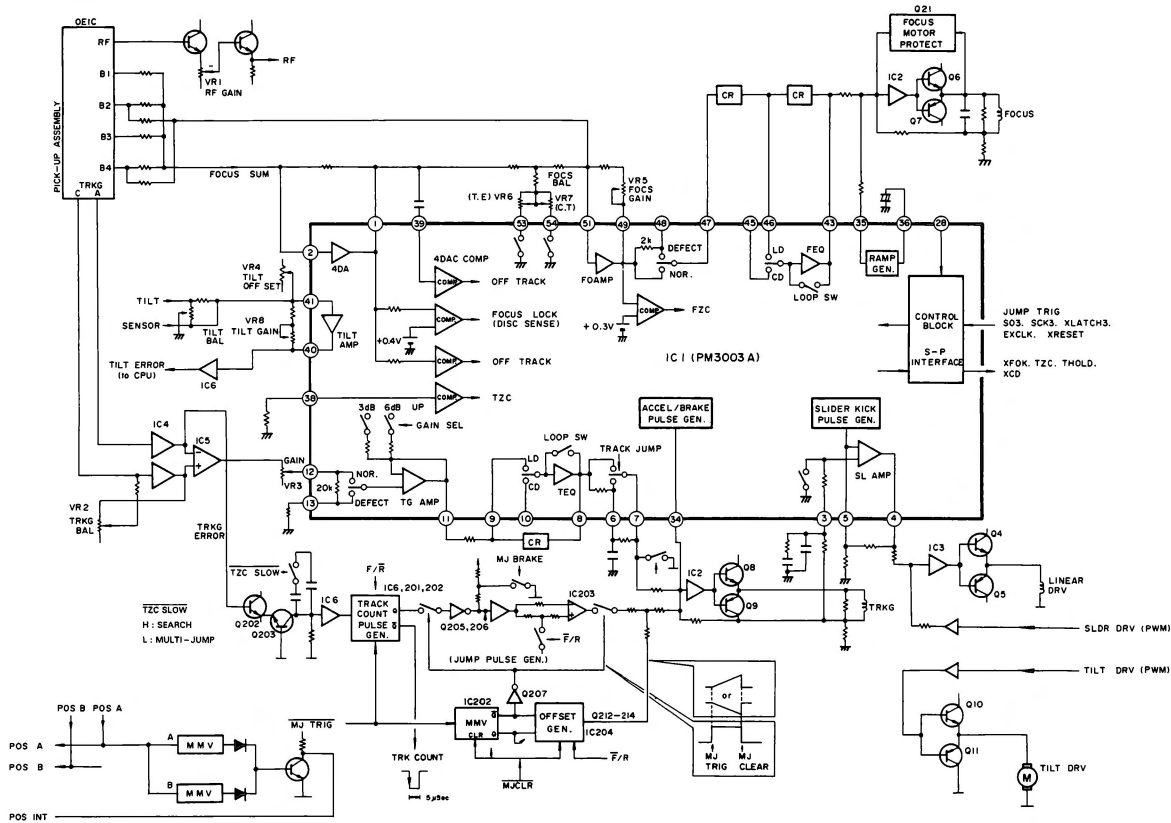 OEIC
PICK-UP ASSEMBLY
RF
B1
B2
B3
B4
TRKG
C A
VR1
RF GAIN
RF
FOCUS SUM
Q21
FOCUS
MOTOR
PROTECT
IC2
Q6
Q7
FOCUS
CR
CR
FOCS
BAL
(T.E) VR6
VR7
(C.T)
VR5
FOCS
GAIN
1
39
53
54
51
49
48
47
45
46
43
35
36
28
2
4DA
4DAC COMP
COMP.
OFF TRACK
COMP.
FOCUS LOCK
(DISC SENSE)
+0.4V
COMP.
OFF TRACK
COMP.
TZC
FOAMP
2k
DEFECT
NOR.
COMP.
FZC
+0.3V
LD
CD
FEQ
LOOP SW
RAMP
GEN.
CONTROL
BLOCK
S-P
INTERFACE
JUMP TRIG
SO3. SCK3. XLATCH3.
EXCLK. XRESET
XFOK. TZC. THOLD.
XCD
IC1 (PM3003A)
VR4
TILT
OFF SET
TILT
SENSOR
TILT
BAL
VR8
TILT GAIN
41
40
TILT
AMP
TILT ERROR
(to CPU)
IC6
38
IC4
IC5
GAIN
VR3
VR2
TRKG
BAL
TRKG
ERROR
12
13
20k
NOR.
DEFECT
3dB
6dB UP
GAIN SEL
TG AMP
LOOP SW
LD
CD
TEQ
TRACK JUMP
ACCEL/BRAKE
PULSE GEN.
SLIDER KICK
PULSE GEN.
SL AMP
11
9
10
8
6
7
34
3
5
4
CR
TZC SLOW
TZC SLOW
H : SEARCH
L : MULTI-JUMP
Q202
Q203
IC6
F/R
IC6,201,202
TRACK
COUNT
PULSE
GEN.
Q
Q
MJ BRAKE
F/R
Q205,206
IC203
F/R
(JUMP PULSE GEN.)
Q207
IC202
MMV
CLR
Q
Q
OFFSET
GEN.
Q212-214
IC204
F/R
MJCLR
TRK COUNT
5μSec
or
MJ
TRIG
MJ
CLEAR
IC2
Q8
Q9
TRKG
IC3
Q4
Q5
LINEAR
DRV
SLDR DRV (PWM)
TILT DRV (PWM)
Q10
Q11
M
TILT DRV
POS B
POS A
POS A
POS B
A
MMV
B
MMV
MJ TRIG
POS INT